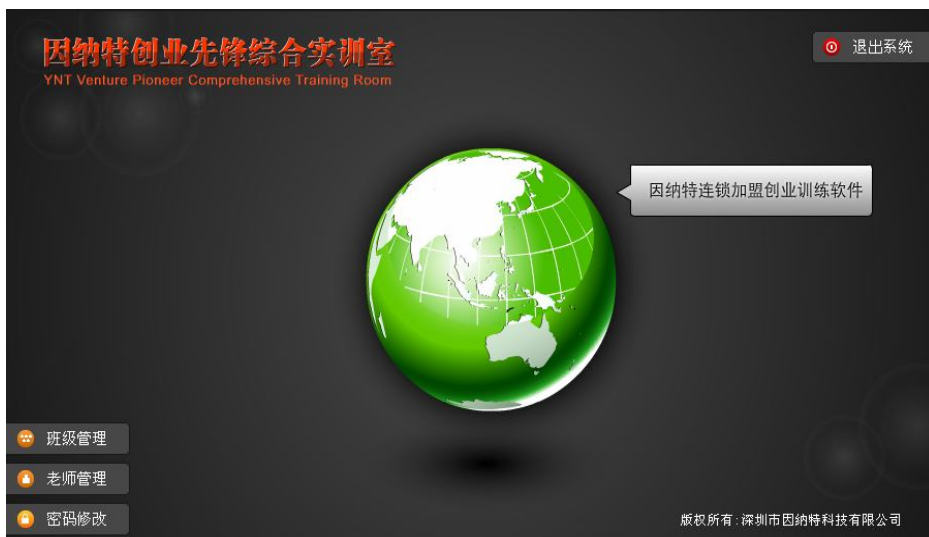 因纳特创业先锋综合实训室
YNT Venture Pioneer Comprehensive Training Room
退出系统
因纳特连锁加盟创业训练软件
班级管理
老师管理
密码修改
版权所有:深圳市因纳特科技有限公司